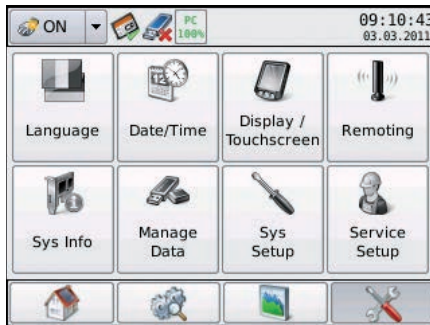 ON
PC
100%
09:10:43
03.03.2011
Language
Date/Time
Display /
Touchscreen
Remoting
Sys Info
Manage
Data
Sys
Setup
Service
Setup